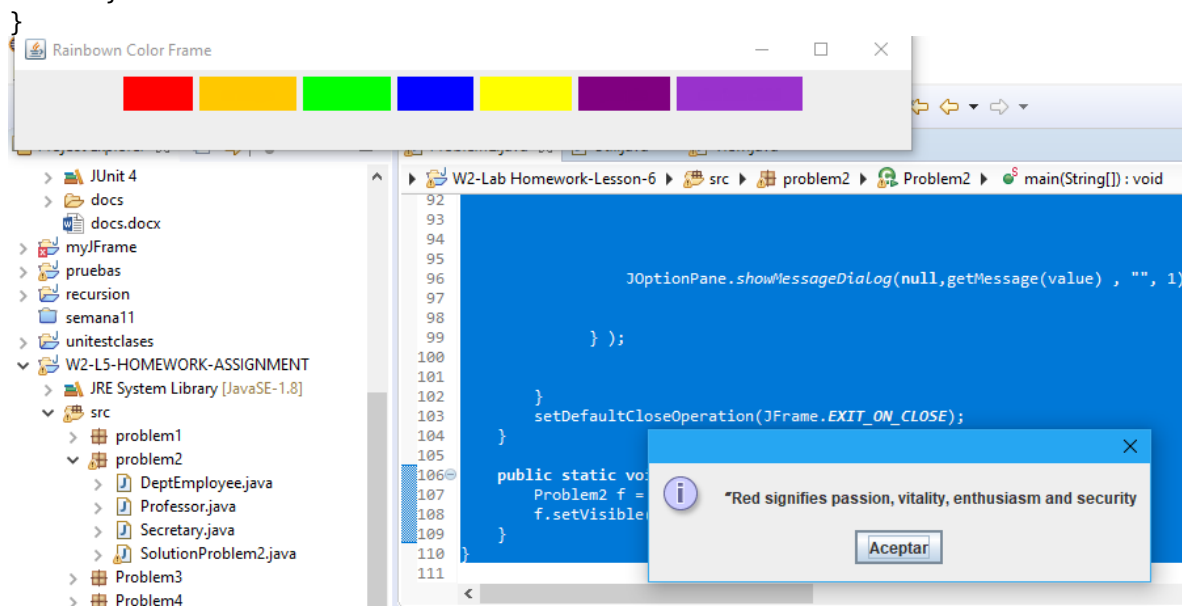 }
Rainbown Color Frame
JUnit 4
docs
docs.docx
myJFrame
pruebas
recursion
semana11
unitestclases
W2-L5-HOMEWORK-ASSIGNMENT
JRE System Library [JavaSE-1.8]
src
problem1
problem2
DeptEmployee.java
Professor.java
Secretary.java
SolutionProblem2.java
Problem3
Problem4
W2-Lab Homework-Lesson-6 src problem2 Problem2 main(String[]) : void
92
93
94
95
96 JOptionPane.showMessageDialog(null,getMessage(value) , "", 1)
97
98
99 } );
100
101
102 }
103 setDefaultCloseOperation(JFrame.EXIT_ON_CLOSE);
104 }
105
106 public static voi
107 Problem2 f =
108 f.setVisible
109 }
110 }
111
“Red signifies passion, vitality, enthusiasm and security
Aceptar